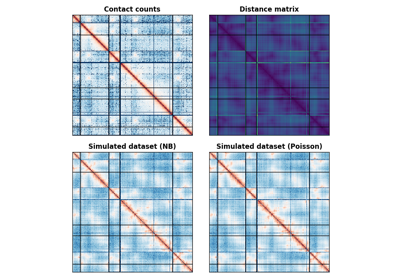 Contact counts
Distance matrix
Simulated dataset (NB)
Simulated dataset (Poisson)